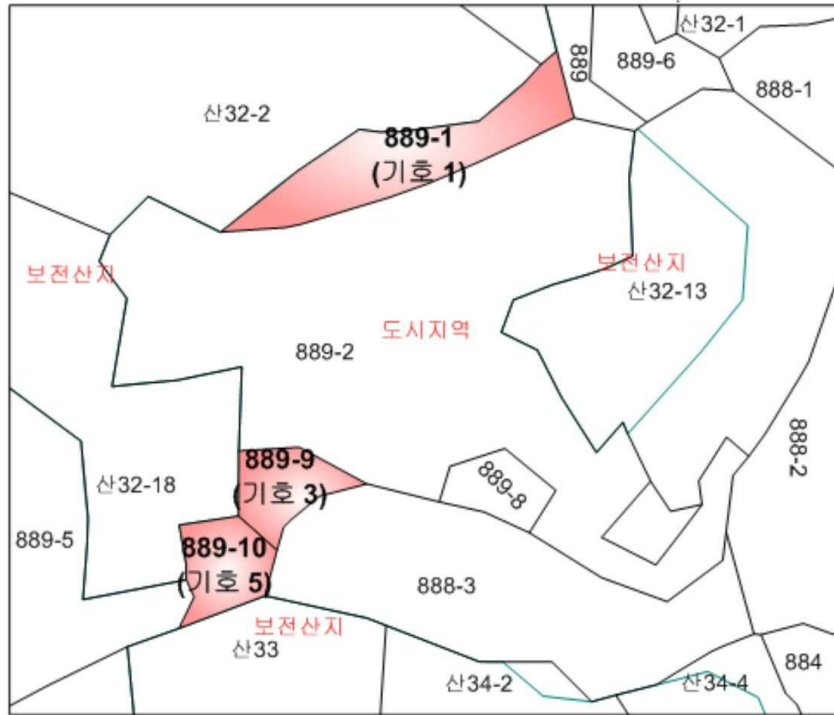 산32-1
889
889-6
888-1
산32-2
889-1
(기호 1)
보전산지
보전산지
산32-13
도시지역
889-2
888-2
889-9
(기호 3)
889-8
산32-18
889-5
889-10
(기호 5)
888-3
보전산지
산33
884
산34-2
산34-4